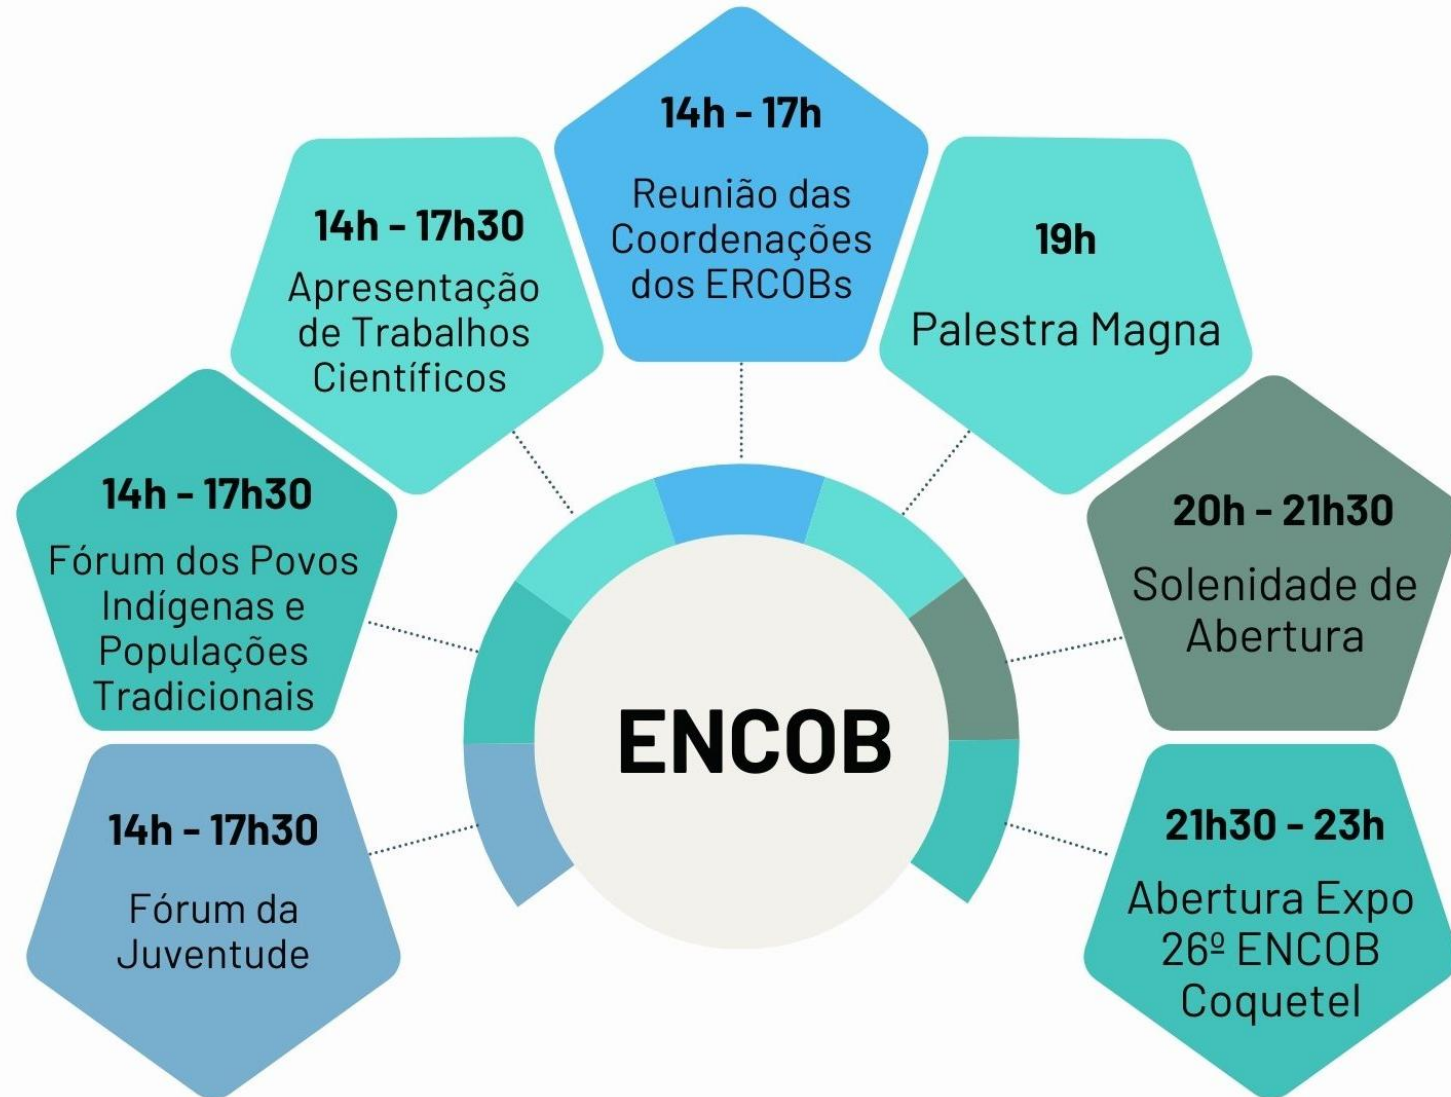 14h - 17h30
Fórum da
Juventude
14h - 17h30
Fórum dos Povos
Indígenas e
Populações
Tradicionais
14h - 17h30
Apresentação
de Trabalhos
Científicos
14h - 17h
Reunião das
Coordenações
dos ERCOBs
19h
Palestra Magna
20h - 21h30
Solenidade de
Abertura
21h30 - 23h
Abertura Expo
26º ENCOB
Coquetel
ENCOB